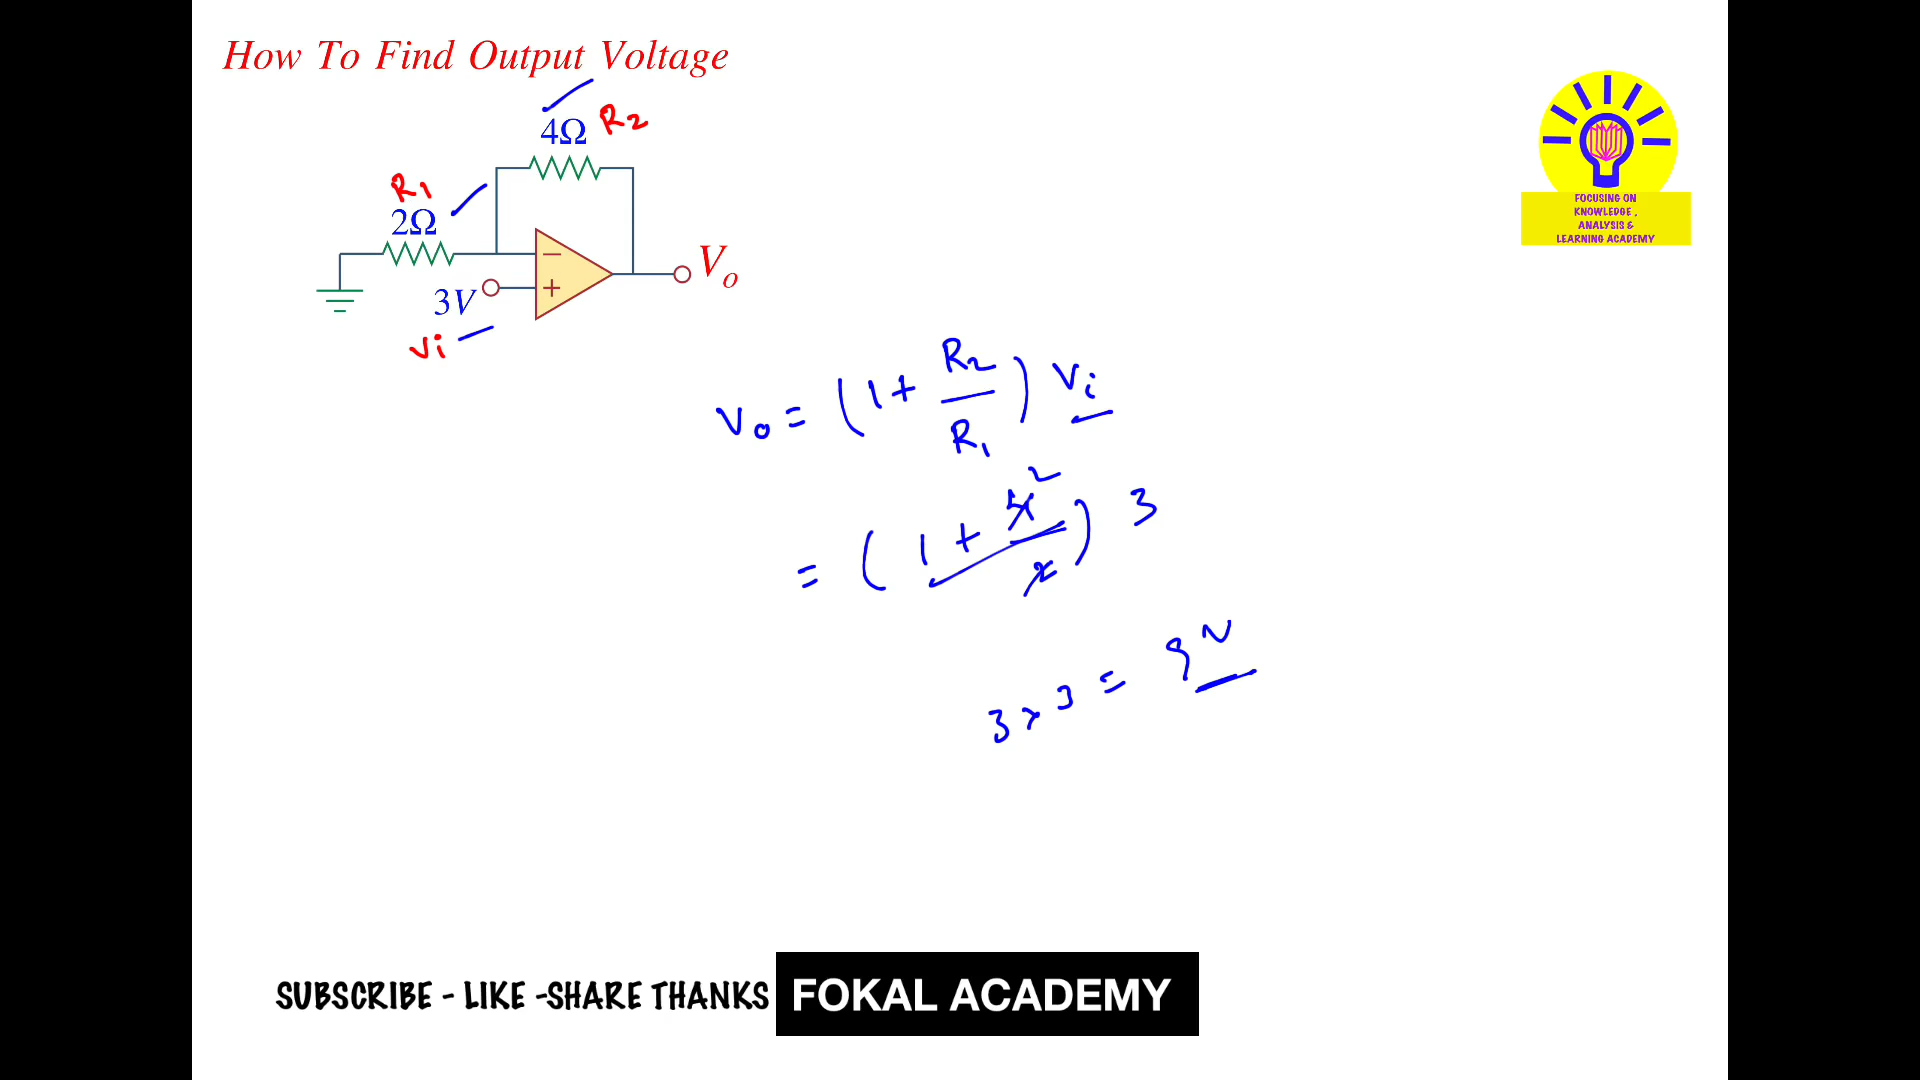 How To Find Output Voltage
4Ω R2
R1
2Ω
−
Vo
3V +
Vi
FOCUSING ON
KNOWLEDGE ,
ANALYSIS &
LEARNING ACADEMY
Vo = (1 + R2/R1) Vi
= (1 + 4/2) 3
2
3 x 3 = 9V
SUBSCRIBE - LIKE -SHARE THANKS FOKAL ACADEMY